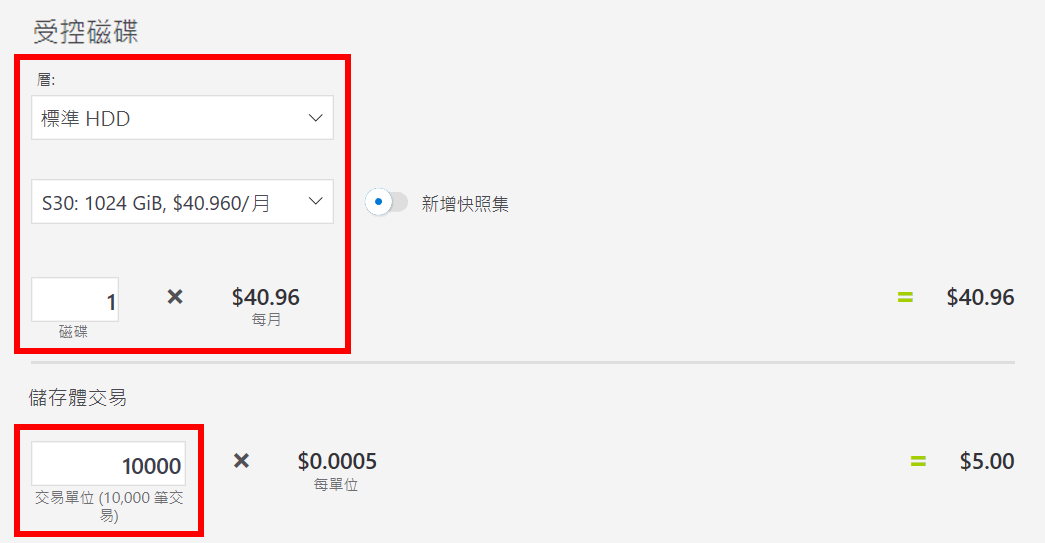 受控磁碟
層:
標準 HDD
S30: 1024 GiB, $40.960/月
新增快照集
1 × $40.96 = $40.96
磁碟 每月
儲存體交易
10000 × $0.0005 = $5.00
交易單位 (10,000 筆交 每單位
易)